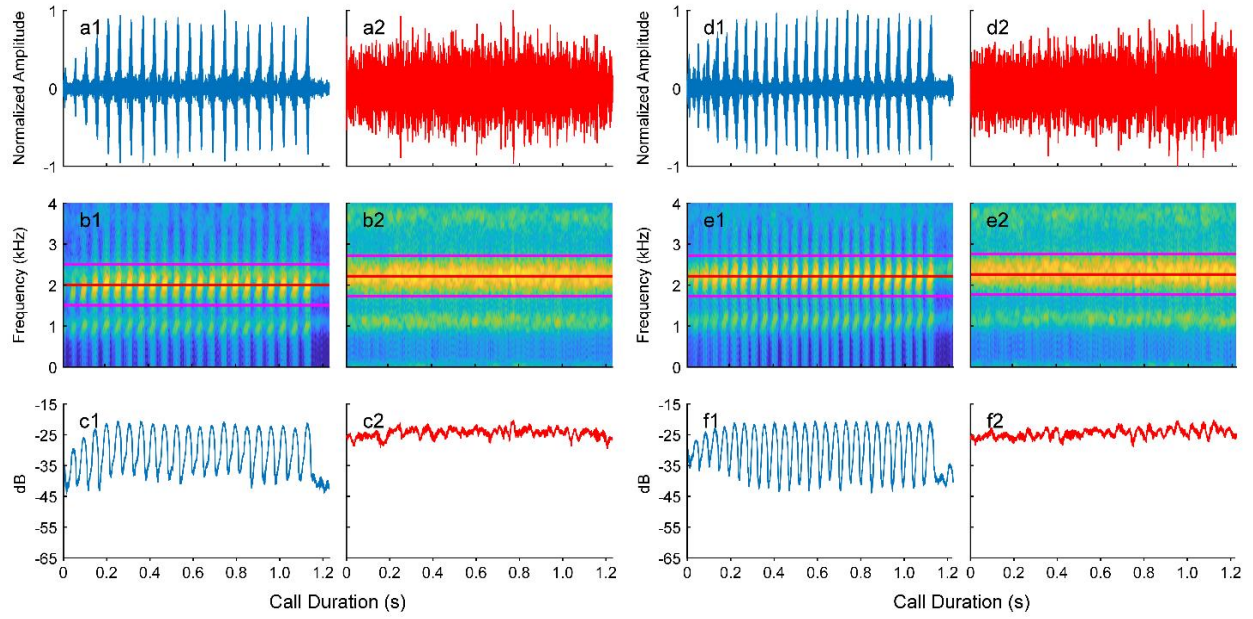 a1 a2 d1 d2
Normalized Amplitude Normalized Amplitude
1 0 -1 1 0 -1
b1 b2 e1 e2
Frequency (kHz) Frequency (kHz)
4 3 2 1 0 4 3 2 1 0
c1 c2 f1 f2
dB dB
-15 -25 -35 -45 -55 -65 -15 -25 -35 -45 -55 -65
0 0.2 0.4 0.6 0.8 1.0 1.2 0 0.2 0.4 0.6 0.8 1.0 1.2 0 0.2 0.4 0.6 0.8 1.0 1.2 0 0.2 0.4 0.6 0.8 1.0 1.2
Call Duration (s) Call Duration (s)